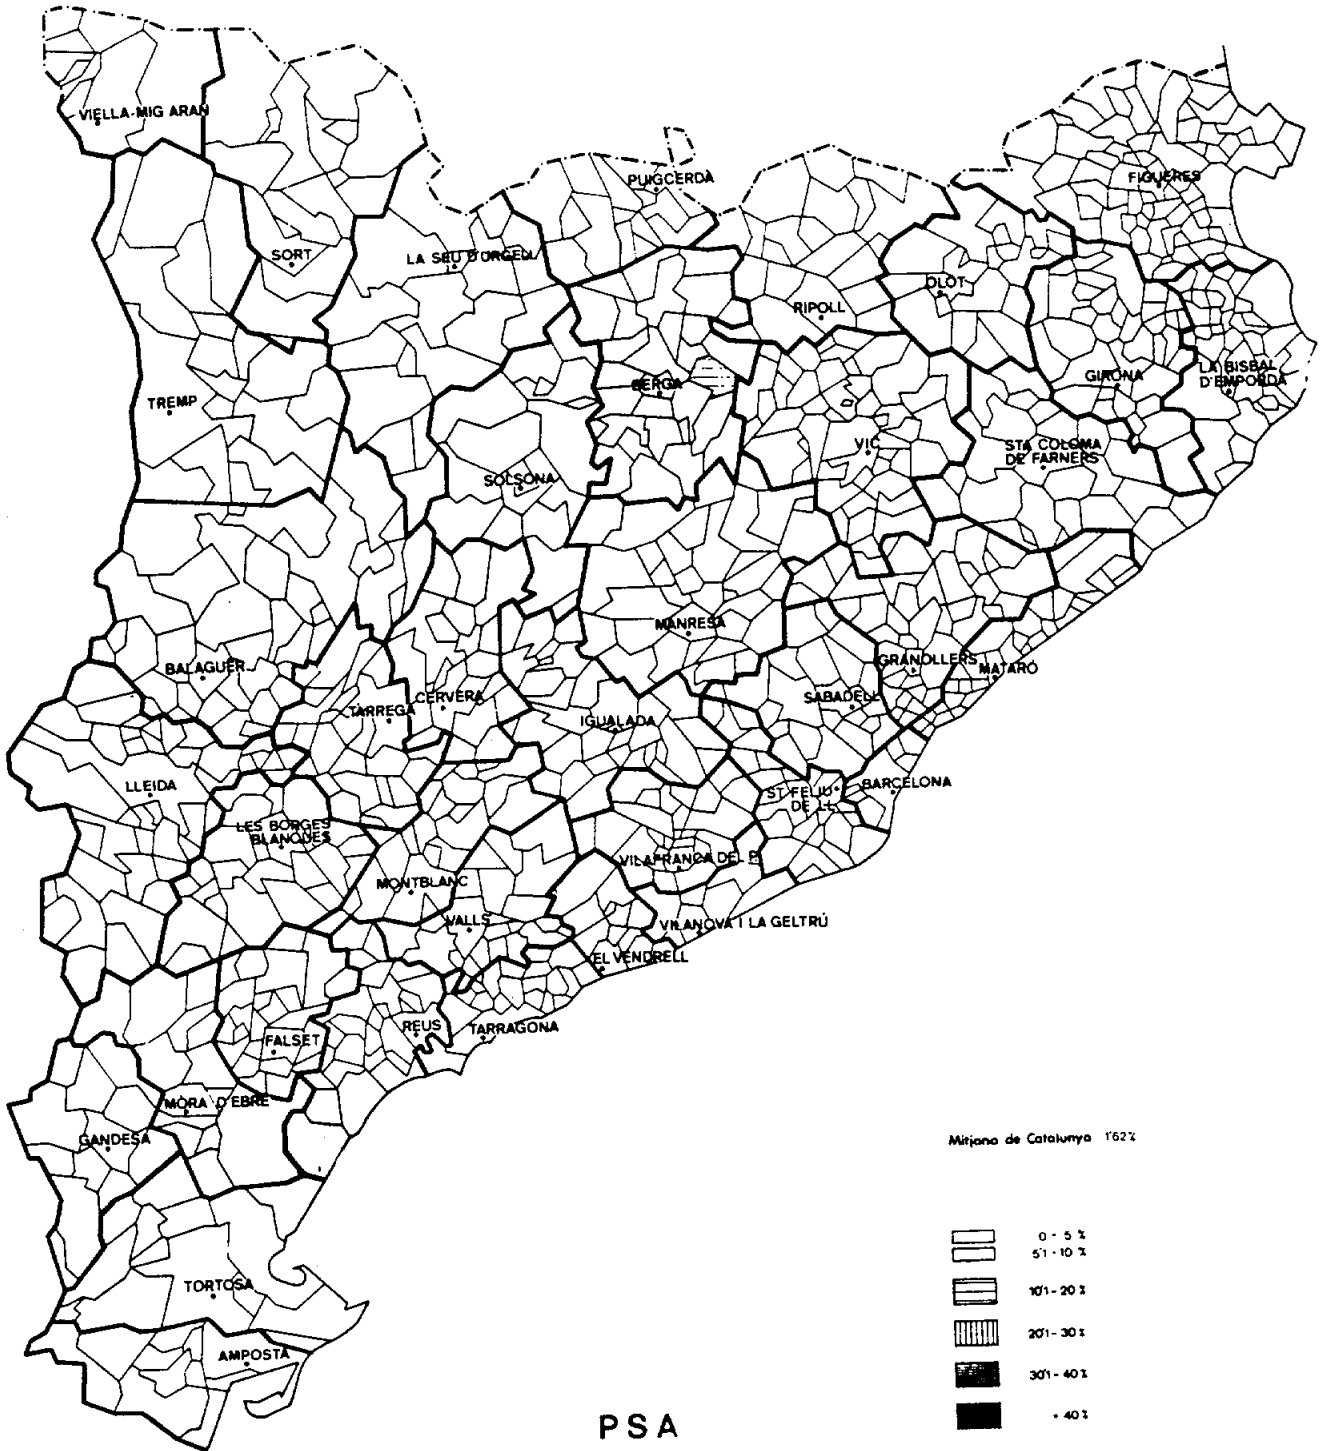 VIELLA-MIG ARAN
PUIGCERDÀ
FIGUERES
SORT
LA SEU D'URGELL
OLOT
RIPOLL
GIRONA
LA BISBAL
D'EMPORDÀ
BERGA
TREMP
VIC
STA COLOMA
DE FARNERS
SOLSONA
MANRESA
BALAGUER
GRANOLLERS
MATARÓ
CERVERA
SABADELL
TÀRREGA
IGUALADA
LLEIDA
ST FELIU
DE LL.
BARCELONA
LES BORGES
BLANQUES
VILAFRANCA DEL P.
MONTBLANC
VALLS
VILANOVA I LA GELTRÚ
EL VENDRELL
REUS
TARRAGONA
FALSET
MÒRA D'EBRE
GANDESA
Mitjana de Catalunya 1'62%
0 - 5 %
5'1 - 10 %
10'1 - 20 %
20'1 - 30 %
30'1 - 40 %
+ 40 %
TORTOSA
AMPOSTA
PSA